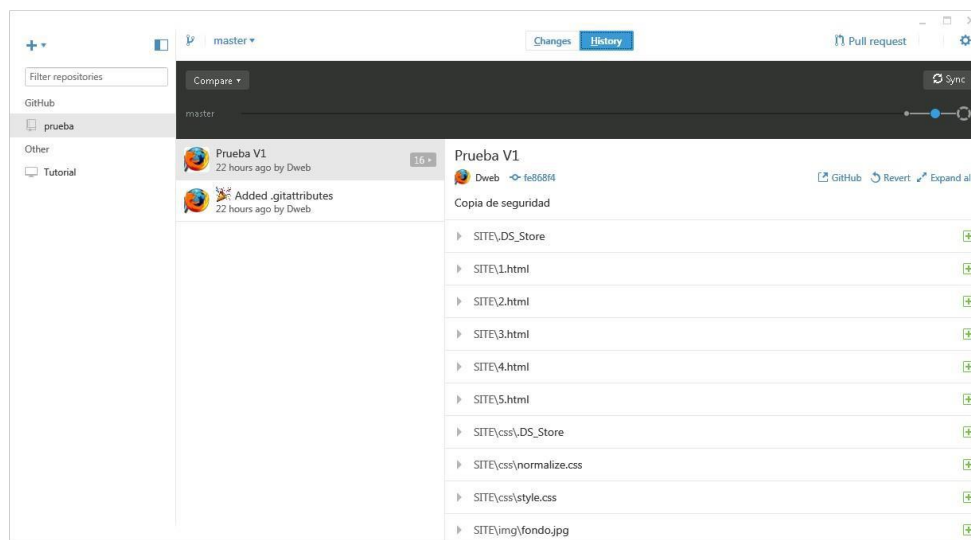 master
Changes
History
Pull request
Filter repositories
GitHub
prueba
Other
Tutorial
Compare
Sync
master
Prueba V1
22 hours ago by Dweb
16
Added .gitattributes
22 hours ago by Dweb
Prueba V1
Dweb
fe868f4
GitHub
Revert
Expand al
Copia de seguridad
SITE\.DS_Store
SITE\1.html
SITE\2.html
SITE\3.html
SITE\4.html
SITE\5.html
SITE\css\.DS_Store
SITE\css\normalize.css
SITE\css\style.css
SITE\img\fondo.jpg